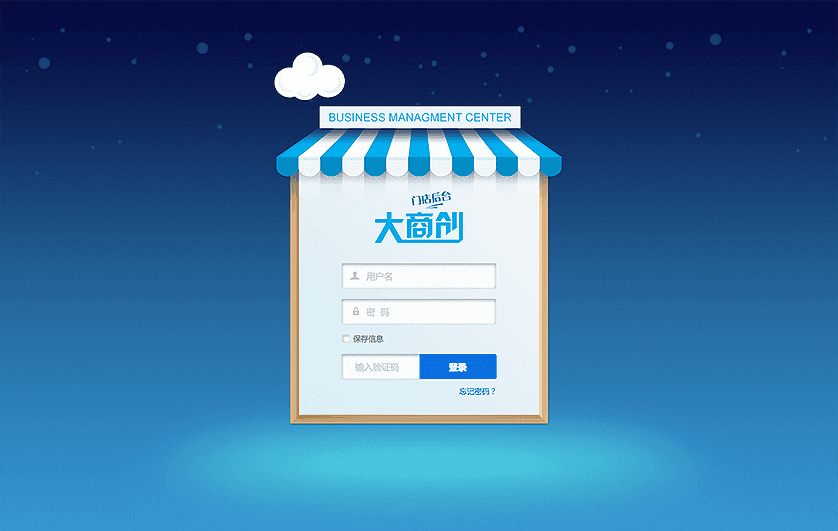 BUSINESS MANAGMENT CENTER
门店后台
大商创
用户名
密 码
保存信息
输入验证码 登录
忘记密码？